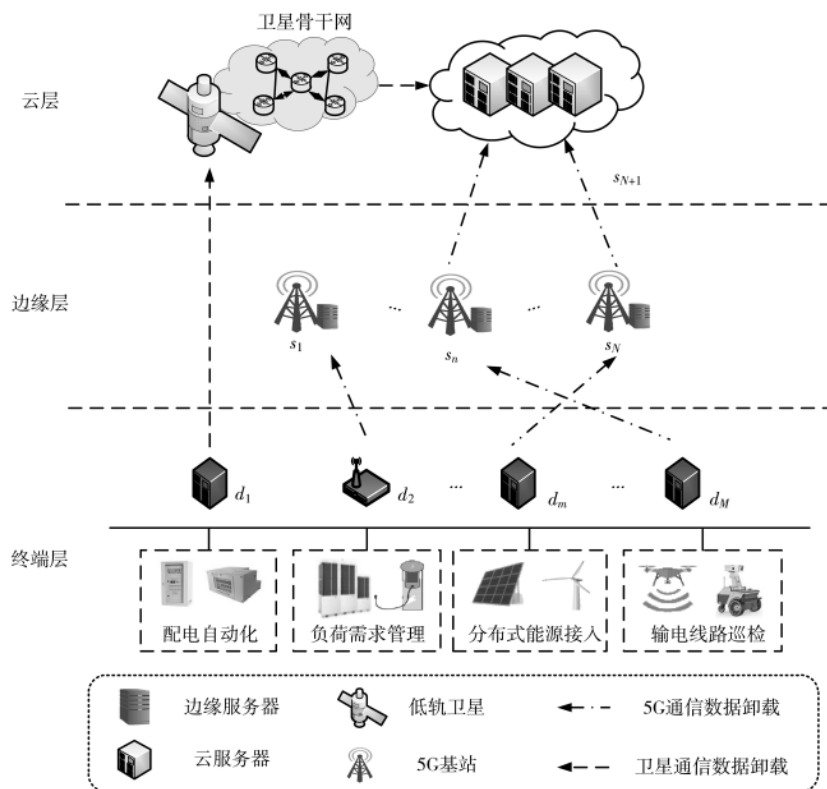 卫星骨干网
云层
s_{N+1}
边缘层
... ...
s_1 s_n s_N
d_1 d_2 ... d_m ... d_M
终端层
配电自动化 负荷需求管理 分布式能源接入 输电线路巡检
边缘服务器 低轨卫星 5G通信数据卸载
云服务器 5G基站 卫星通信数据卸载